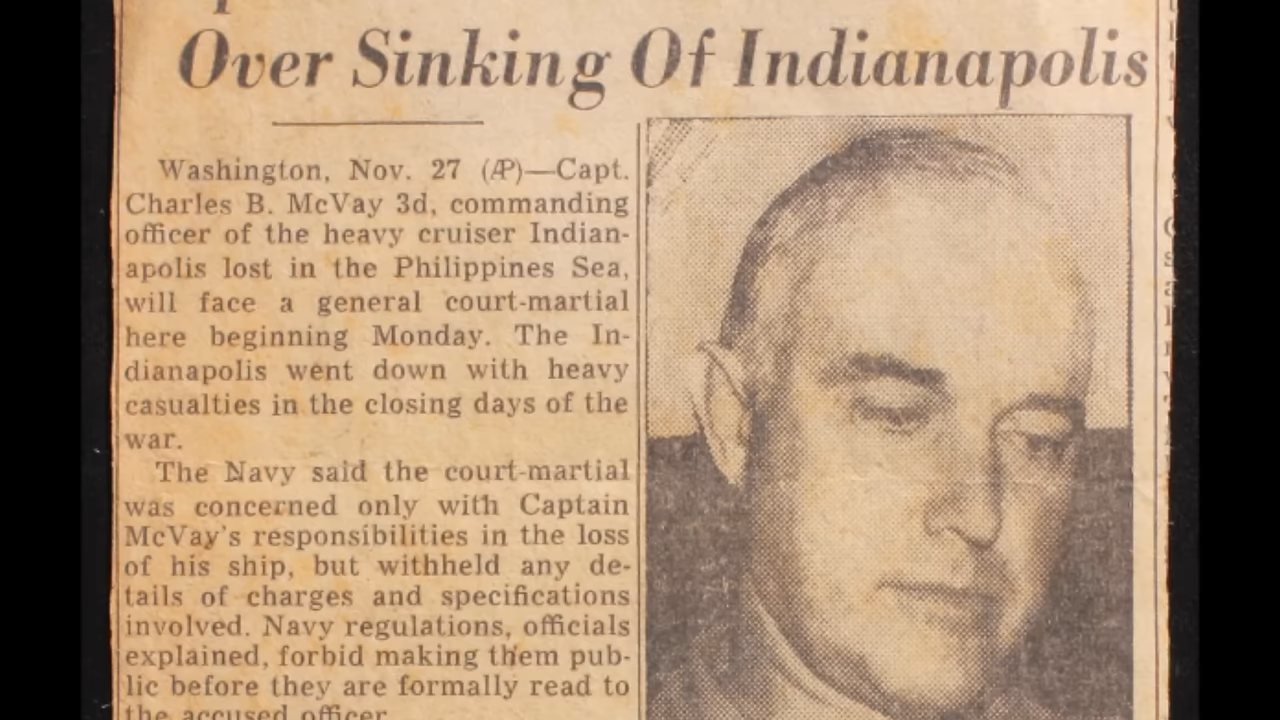 Over Sinking Of Indianapolis
Washington, Nov. 27 (AP)—Capt.
Charles B. McVay 3d, commanding
officer of the heavy cruiser Indian-
apolis lost in the Philippines Sea,
will face a general court-martial
here beginning Monday. The In-
dianapolis went down with heavy
casualties in the closing days of the
war.
The Navy said the court-martial
was concerned only with Captain
McVay's responsibilities in the loss
of his ship, but withheld any de-
tails of charges and specifications
involved. Navy regulations, officials
explained, forbid making them pub-
lic before they are formally read to
the accused officer.